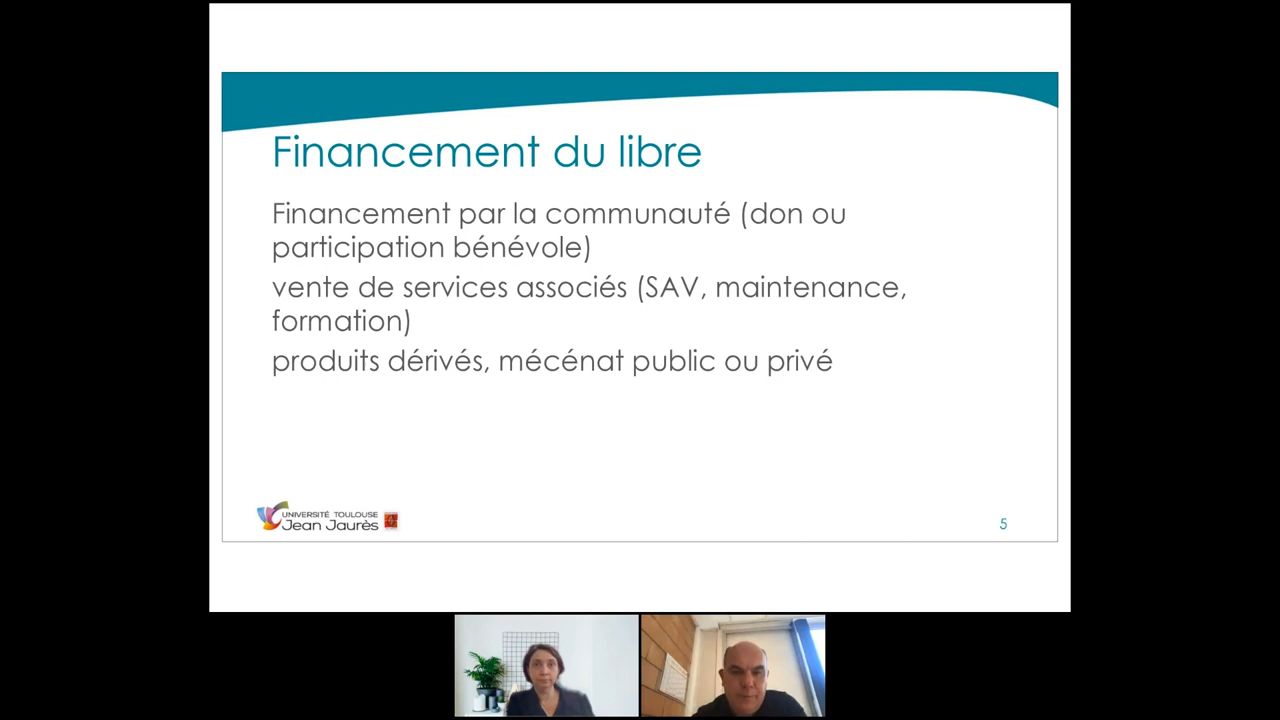 Financement du libre
Financement par la communauté (don ou
participation bénévole)
vente de services associés (SAV, maintenance,
formation)
produits dérivés, mécénat public ou privé
UNIVERSITÉ TOULOUSE
Jean Jaurès
5